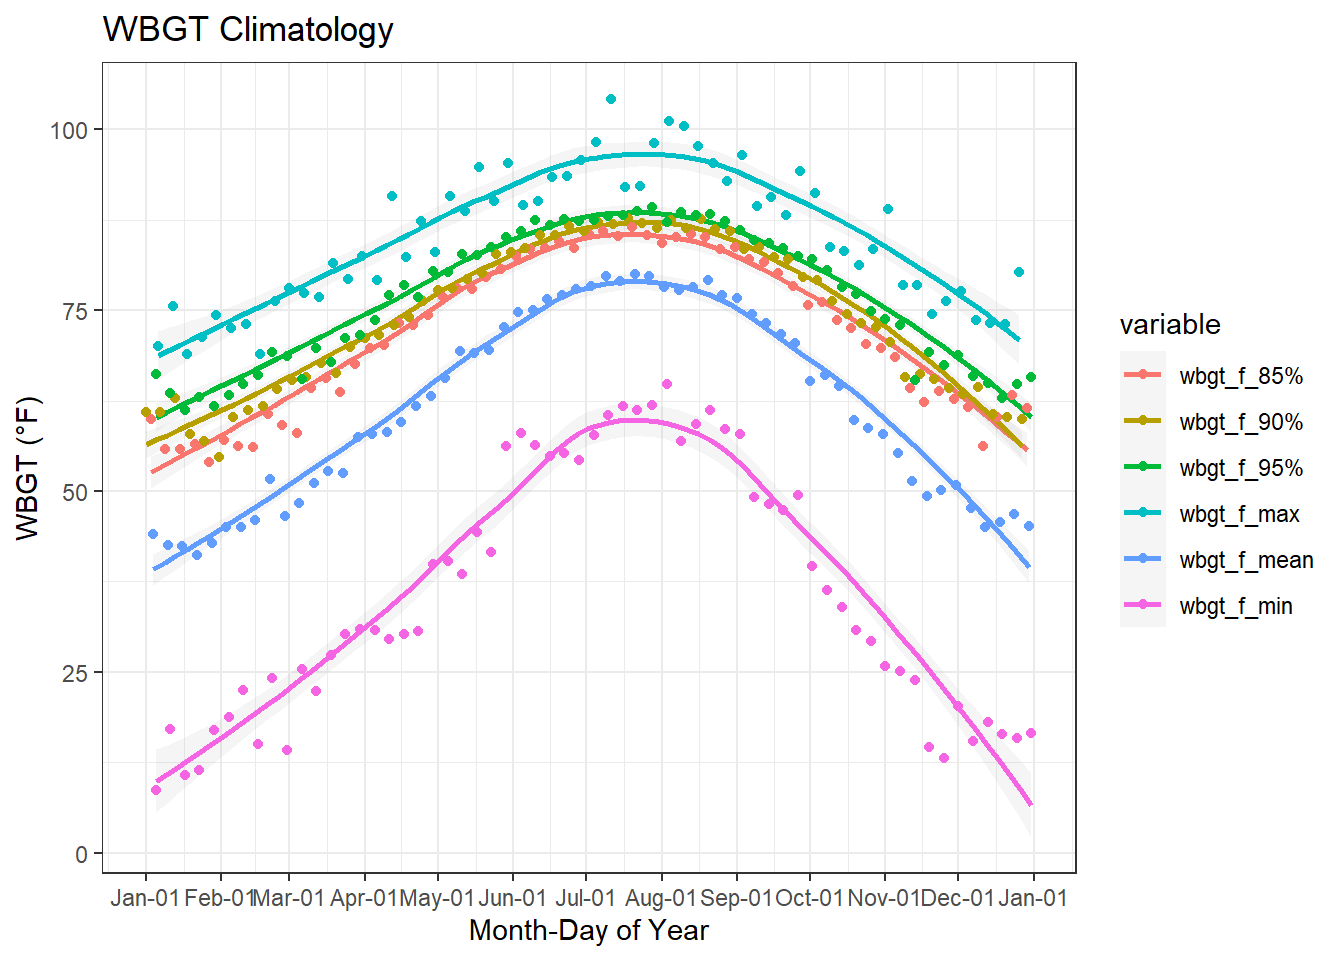 WBGT Climatology
WBGT (°F)
100
75
50
25
0
Jan-01 Feb-01 Mar-01 Apr-01 May-01 Jun-01 Jul-01 Aug-01 Sep-01 Oct-01 Nov-01 Dec-01 Jan-01
Month-Day of Year
variable
wbgt_f_85%
wbgt_f_90%
wbgt_f_95%
wbgt_f_max
wbgt_f_mean
wbgt_f_min